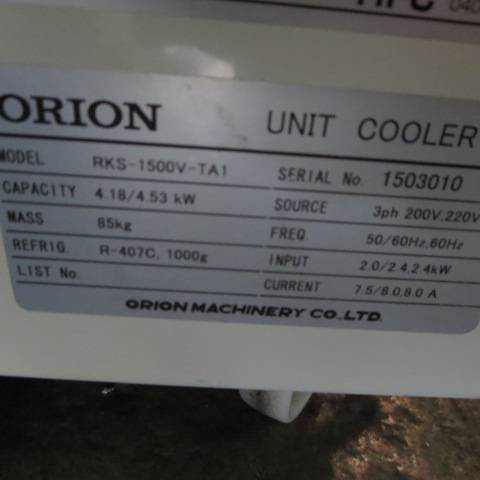 HFC 040
ORION UNIT COOLER
MODEL RKS-1500V-TA1 SERIAL No. 1503010
CAPACITY 4.18/4.53 kW SOURCE 3ph 200V,220V
MASS 85kg FREQ. 50/60Hz,60Hz
REFRIG. R-407C, 1000g INPUT 2.0/2.4,2.4kW
LIST No. CURRENT 7.5/8.0,8.0 A
ORION MACHINERY CO.,LTD.